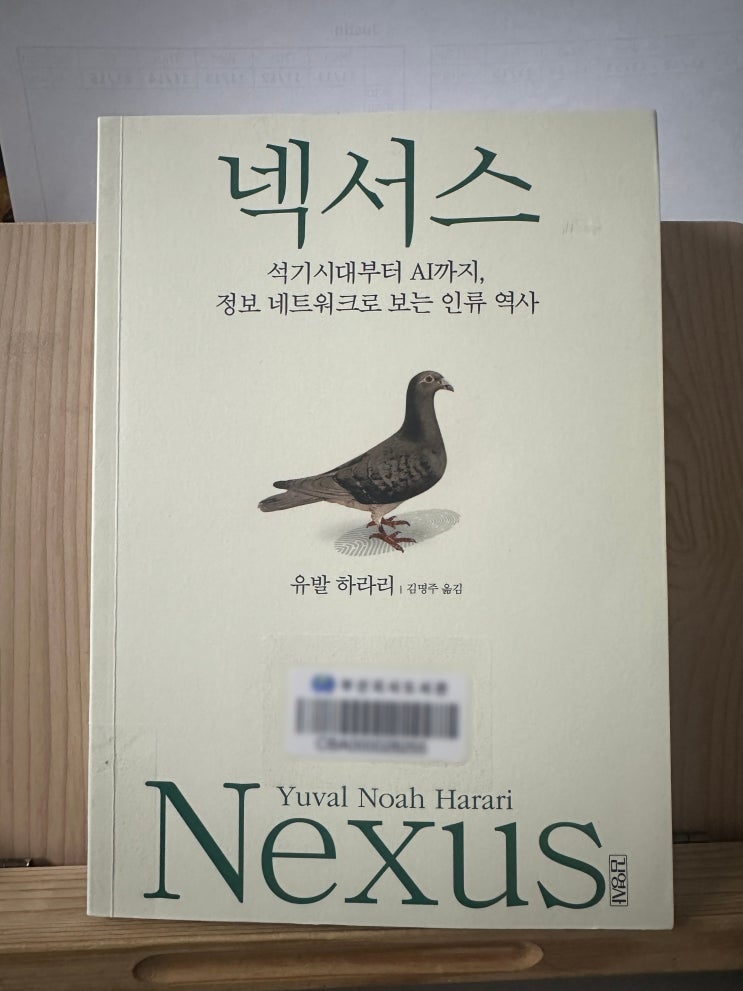 넥서스
석기시대부터 AI까지,
정보 네트워크로 보는 인류 역사
유발 하라리 | 김명주 옮김
Yuval Noah Harari
Nexus
김영사